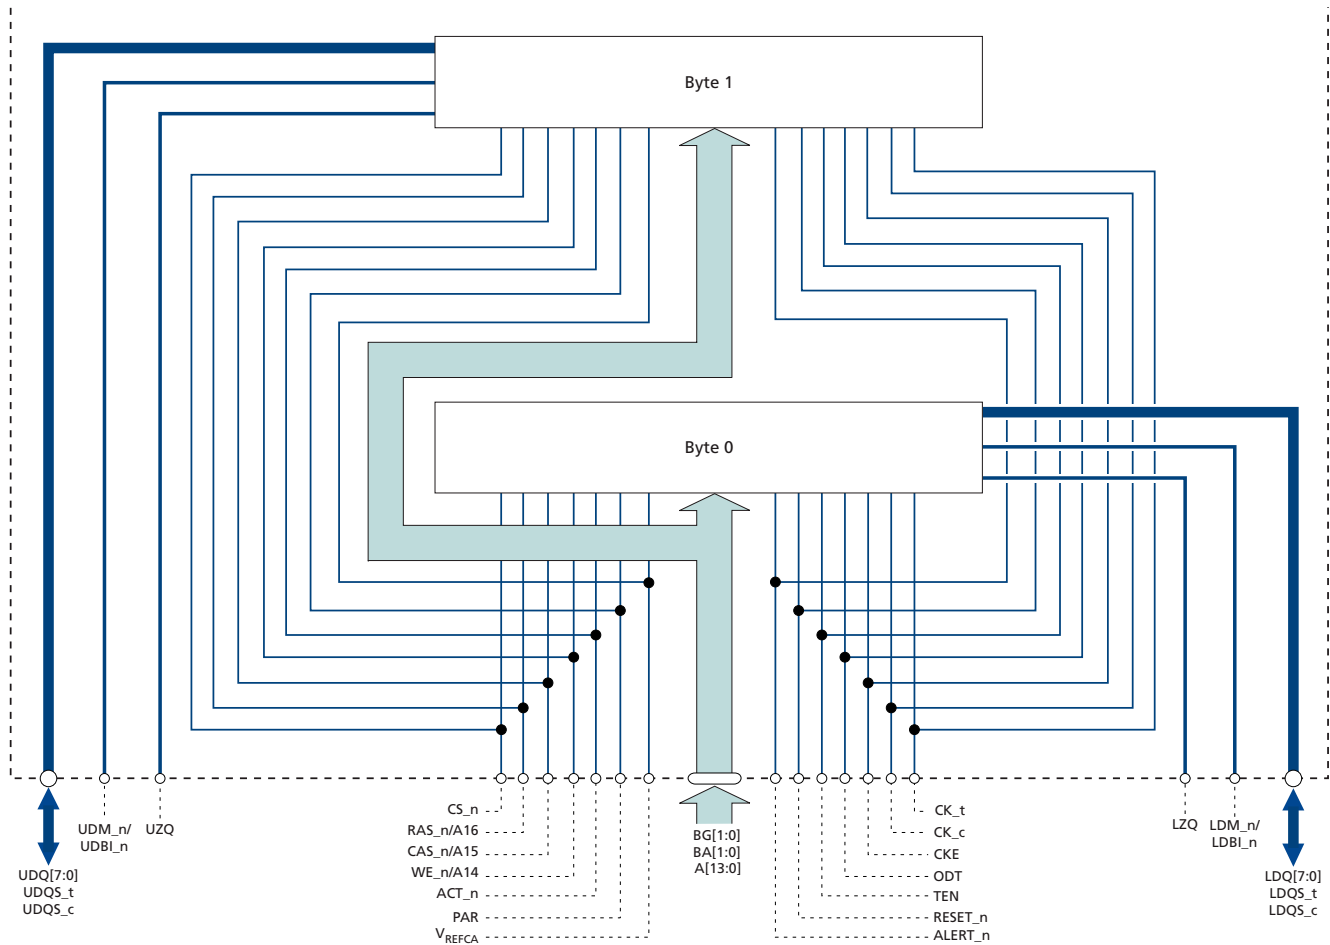 Byte 1
Byte 0
UDM_n/
UDBI_n
UZQ
UDQ[7:0]
UDQS_t
UDQS_c
CS_n
RAS_n/A16
CAS_n/A15
WE_n/A14
ACT_n
PAR
VREFCA
BG[1:0]
BA[1:0]
A[13:0]
CK_t
CK_c
CKE
ODT
TEN
RESET_n
ALERT_n
LZQ
LDM_n/
LDBI_n
LDQ[7:0]
LDQS_t
LDQS_c